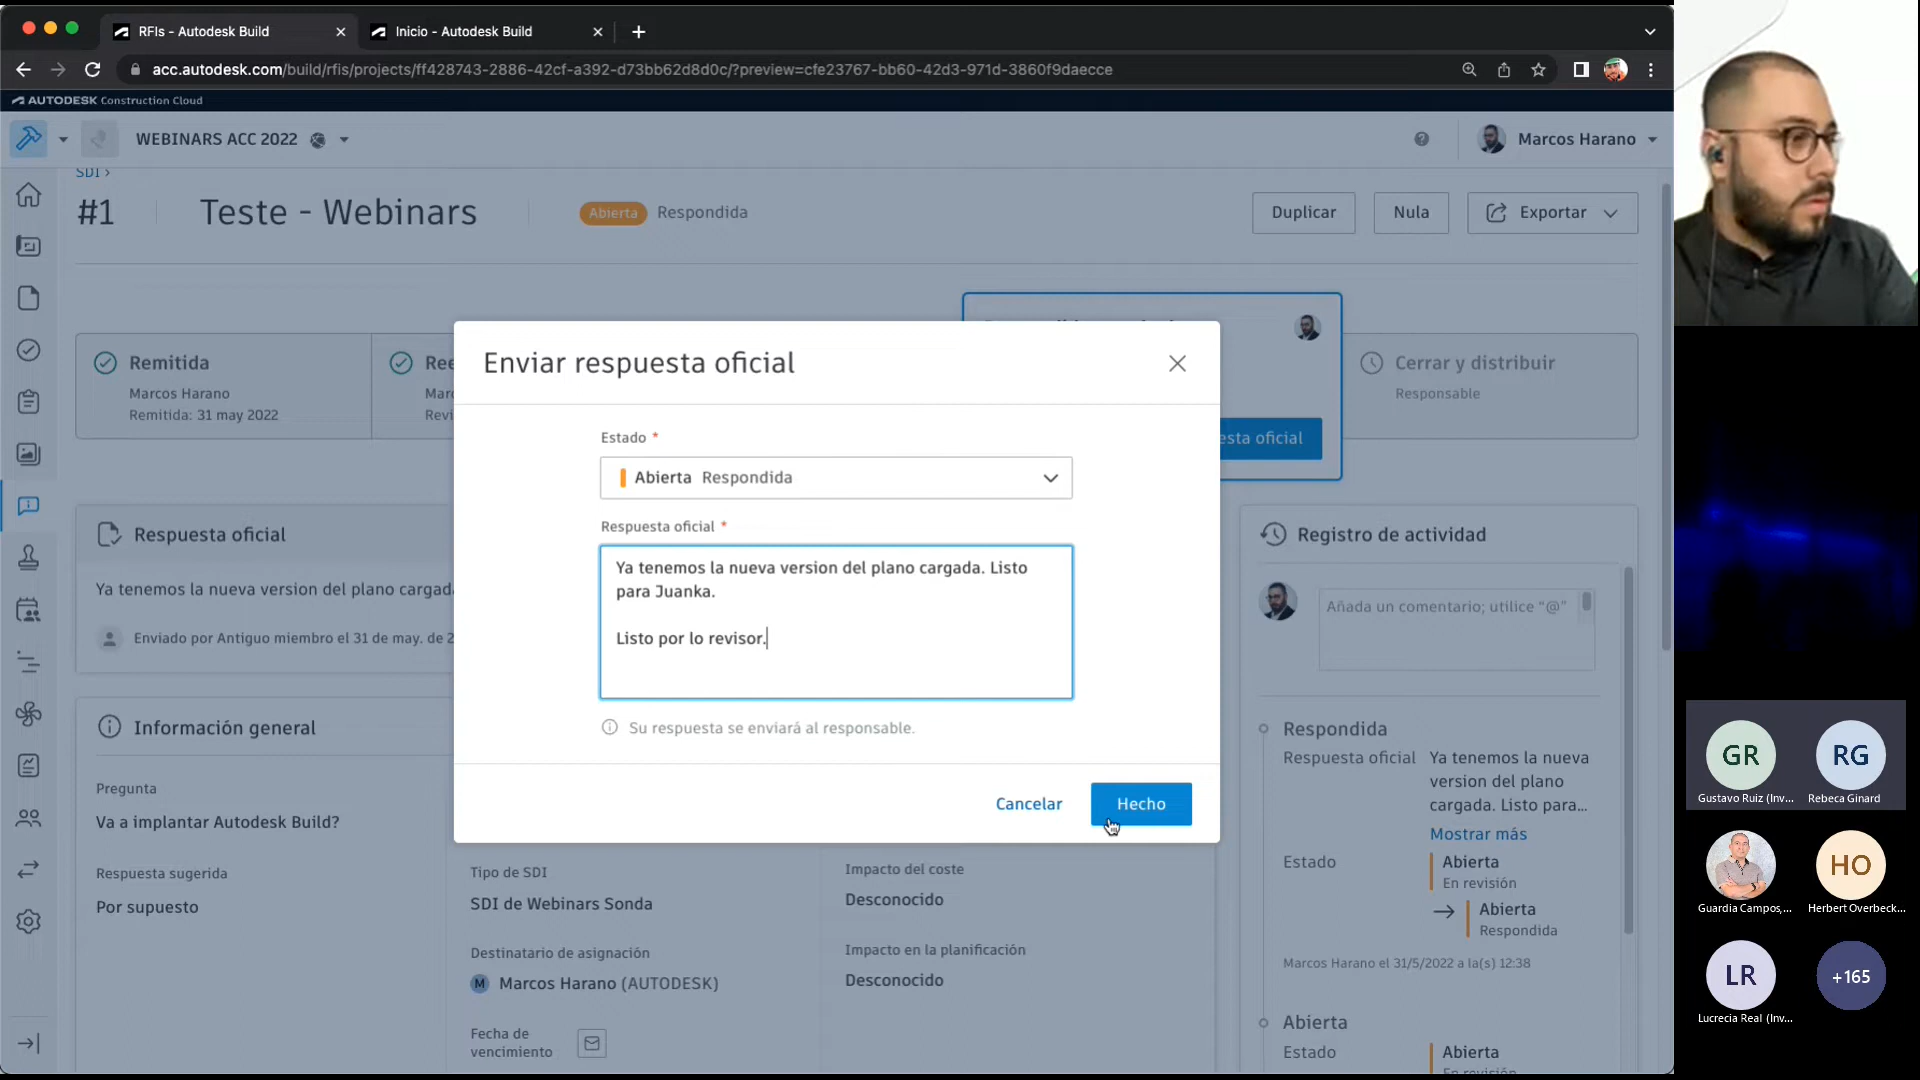 RFIs - Autodesk Build
Inicio - Autodesk Build
acc.autodesk.com/build/rfis/projects/ff428743-2886-42cf-a392-d73bb62d8d0c/?preview=cfe23767-bb60-42d3-971d-3860f9daecce
AUTODESK Construction Cloud
WEBINARS ACC 2022
Marcos Harano
SDI >
#1
Teste - Webinars
Abierta Respondida
Duplicar
Nula
Exportar
Remitida
Marcos Harano
Remitida: 31 may 2022
Cerrar y distribuir
Responsable
esta oficial
Enviar respuesta oficial
Estado *
Abierta Respondida
Respuesta oficial *
Ya tenemos la nueva version del plano cargada. Listo
para Juanka.
Listo por lo revisor.
Su respuesta se enviará al responsable.
Cancelar
Hecho
Respuesta oficial
Ya tenemos la nueva version del plano cargada
Enviado por Antiguo miembro el 31 de may. de 2
Información general
Pregunta
Va a implantar Autodesk Build?
Respuesta sugerida
Por supuesto
Tipo de SDI
SDI de Webinars Sonda
Destinatario de asignación
M Marcos Harano (AUTODESK)
Fecha de
vencimiento
Impacto del coste
Desconocido
Impacto en la planificación
Desconocido
Registro de actividad
Añada un comentario; utilice "@"
Respondida
Respuesta oficial
Ya tenemos la nueva
version del plano
cargada. Listo para...
Mostrar más
Estado
Abierta
En revisión
Abierta
Respondida
Marcos Harano el 31/5/2022 a la(s) 12:38
Abierta
Estado
Abierta
En revisión
GR
Gustavo Ruiz (Inv...
RG
Rebeca Ginard
Guardia Campos,...
HO
Herbert Overbeck...
LR
Lucrecia Real (Inv...
+165